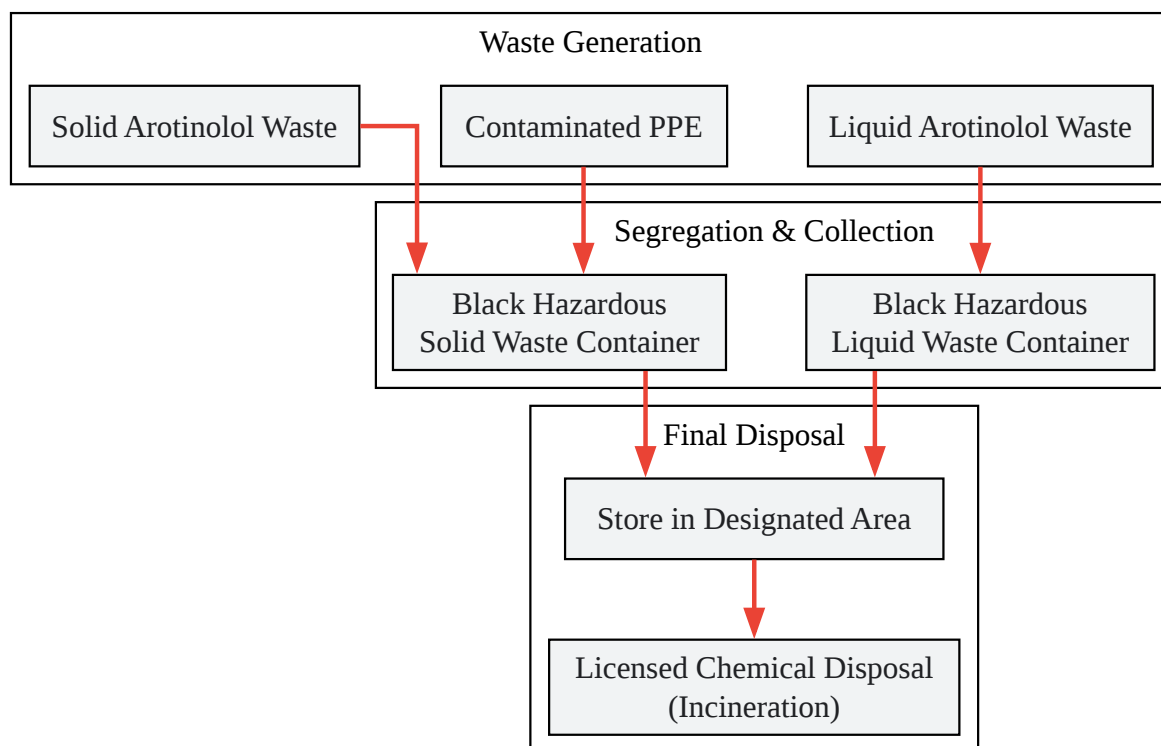 Waste Generation
Solid Arotinolol Waste
Contaminated PPE
Liquid Arotinolol Waste
Segregation & Collection
Black Hazardous
Solid Waste Container
Black Hazardous
Liquid Waste Container
Final Disposal
Store in Designated Area
Licensed Chemical Disposal
(Incineration)